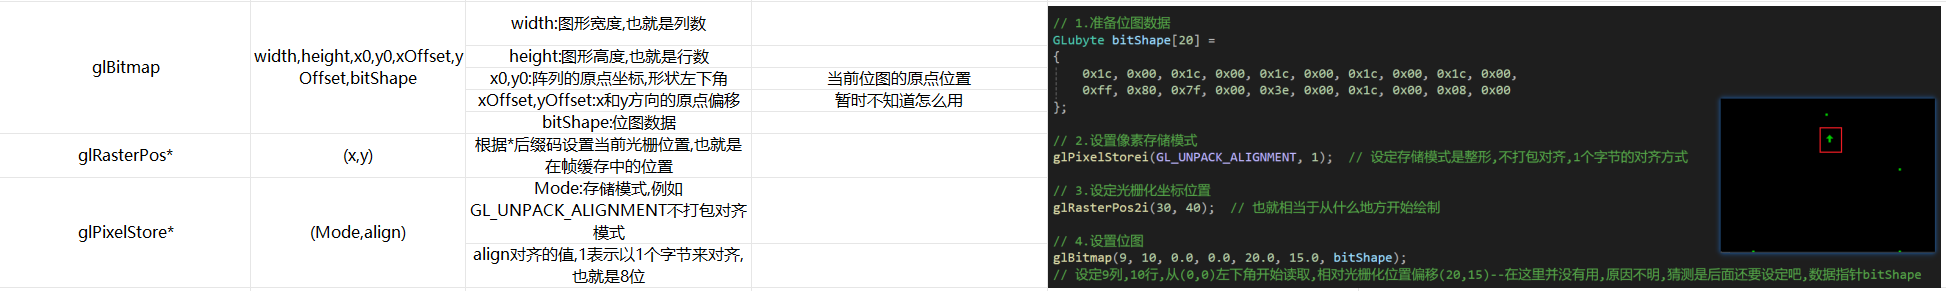 glBitmap
width,height,x0,y0,xOffset,y
Offset,bitShape
width:图形宽度,也就是列数
height:图形高度,也就是行数
x0,y0:阵列的原点坐标,形状左下角
当前位图的原点位置
xOffset,yOffset:x和y方向的原点偏移
暂时不知道怎么用
bitShape:位图数据
glRasterPos*
(x,y)
根据*后缀码设置当前光栅位置,也就是
在帧缓存中的位置
glPixelStore*
(Mode,align)
Mode:存储模式,例如
GL_UNPACK_ALIGNMENT不打包对齐
模式
align对齐的值,1表示以1个字节来对齐,
也就是8位
// 1.准备位图数据
GLubyte bitShape[20] =
{
0x1c, 0x00, 0x1c, 0x00, 0x1c, 0x00, 0x1c, 0x00, 0x1c, 0x00,
0xff, 0x80, 0x7f, 0x00, 0x3e, 0x00, 0x1c, 0x00, 0x08, 0x00
};
// 2.设置像素存储模式
glPixelStorei(GL_UNPACK_ALIGNMENT, 1);  // 设定存储模式是整形,不打包对齐,1个字节的对齐方式
// 3.设定光栅化坐标位置
glRasterPos2i(30, 40);  // 也就相当于从什么地方开始绘制
// 4.设置位图
glBitmap(9, 10, 0.0, 0.0, 20.0, 15.0, bitShape);
// 设定9列,10行,从(0,0)左下角开始读取,相对光栅化位置偏移(20,15)--在这里并没有用,原因不明,猜测是后面还要设定吧,数据指针bitShape